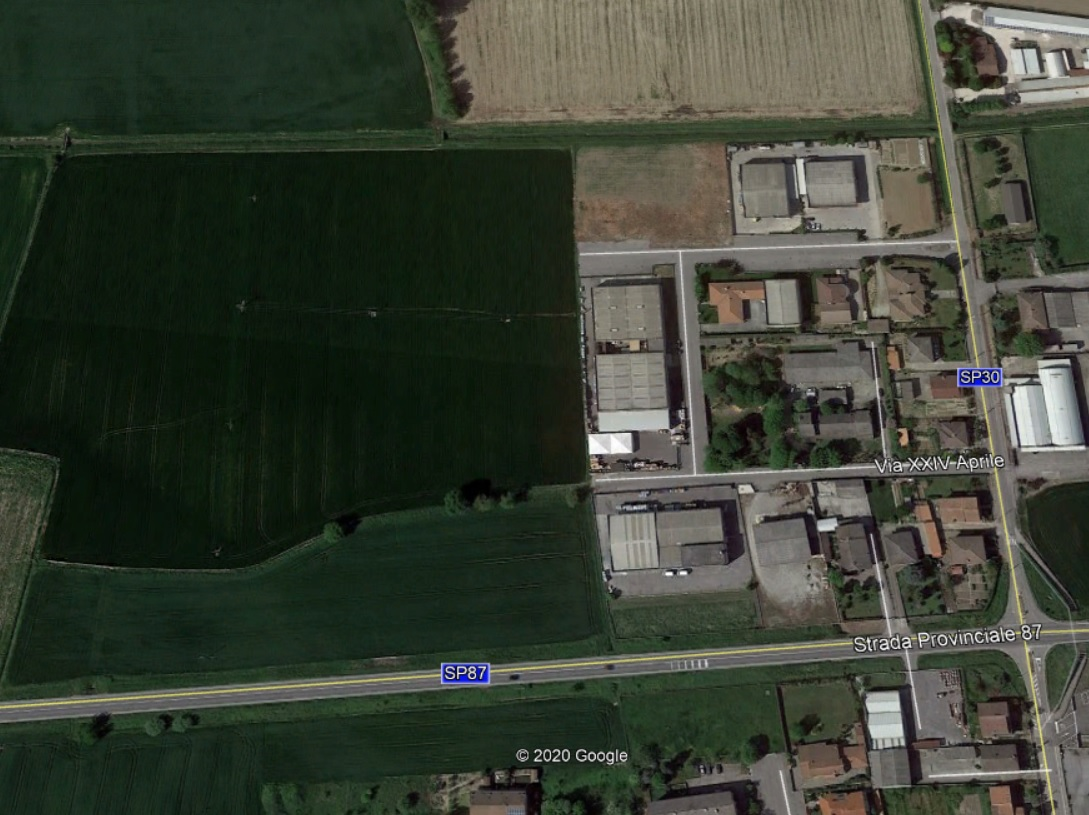 SP30
Via XXIV Aprile
Strada Provinciale 87
SP87
© 2020 Google